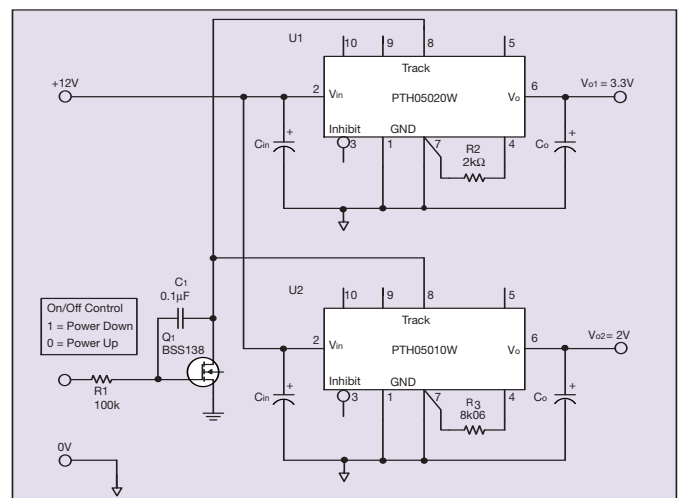 U1
10 9 8 5
Track
+12V
2
Vin
PTH05020W
Vo
6
Vo1 = 3.3V
Cin
+
Inhibit
GND
3
1
7
4
R2
2kΩ
Co
+
C1
0.1μF
U2
10 9 8 5
Track
On/Off Control
1 = Power Down
0 = Power Up
Q1
BSS138
2
Vin
PTH05010W
Vo
6
Vo2= 2V
R1
100k
Cin
+
Inhibit
GND
3
1
7
4
R3
8k06
Co
+
0V